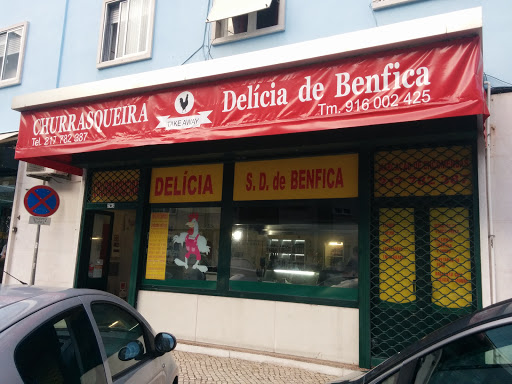 CHURRASQUEIRA
Tel. 217 782 387
TAKE AWAY
Delícia de Benfica
Tm. 916 002 425
DELÍCIA
S. D. de BENFICA